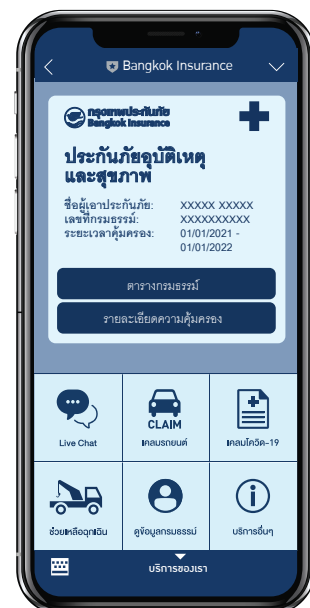 Bangkok Insurance
กรุงเทพประกันภัย
Bangkok Insurance
ประกันภัยอุบัติเหตุ
และสุขภาพ
ชื่อผู้เอาประกันภัย: XXXXX XXXXX
เลขที่กรมธรรม์: XXXXXXXXXX
ระยะเวลาคุ้มครอง: 01/01/2021 -
01/01/2022
ตารางกรมธรรม์
รายละเอียดความคุ้มครอง
Live Chat
CLAIM
เคลมรถยนต์
เคลมโควิด-19
ช่วยเหลือฉุกเฉิน
ดูข้อมูลกรมธรรม์
บริการอื่นๆ
บริการของเรา